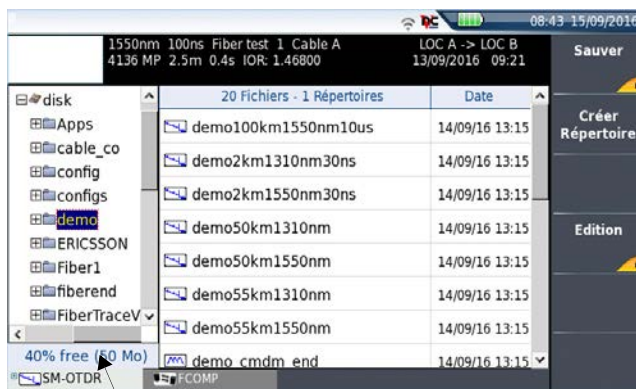 08:43 15/09/2016
1550nm 100ns Fiber test 1 Cable A LOC A -> LOC B
4136 MP 2.5m 0.4s IOR: 1.46800 13/09/2016 09:21
Sauver
Créer
Répertoire
Edition
disk
Apps
cable_co
config
configs
demo
ERICSSON
Fiber1
fiberend
FiberTraceV
40% free (50 Mo)
20 Fichiers - 1 Répertoires Date
demo100km1550nm10us 14/09/16 13:15
demo2km1310nm30ns 14/09/16 13:15
demo2km1550nm30ns 14/09/16 13:15
demo50km1310nm 14/09/16 13:15
demo50km1550nm 14/09/16 13:15
demo55km1310nm 14/09/16 13:15
demo55km1550nm 14/09/16 13:15
demo cmdm end 14/09/16 13:15
SM-OTDR FCOMP